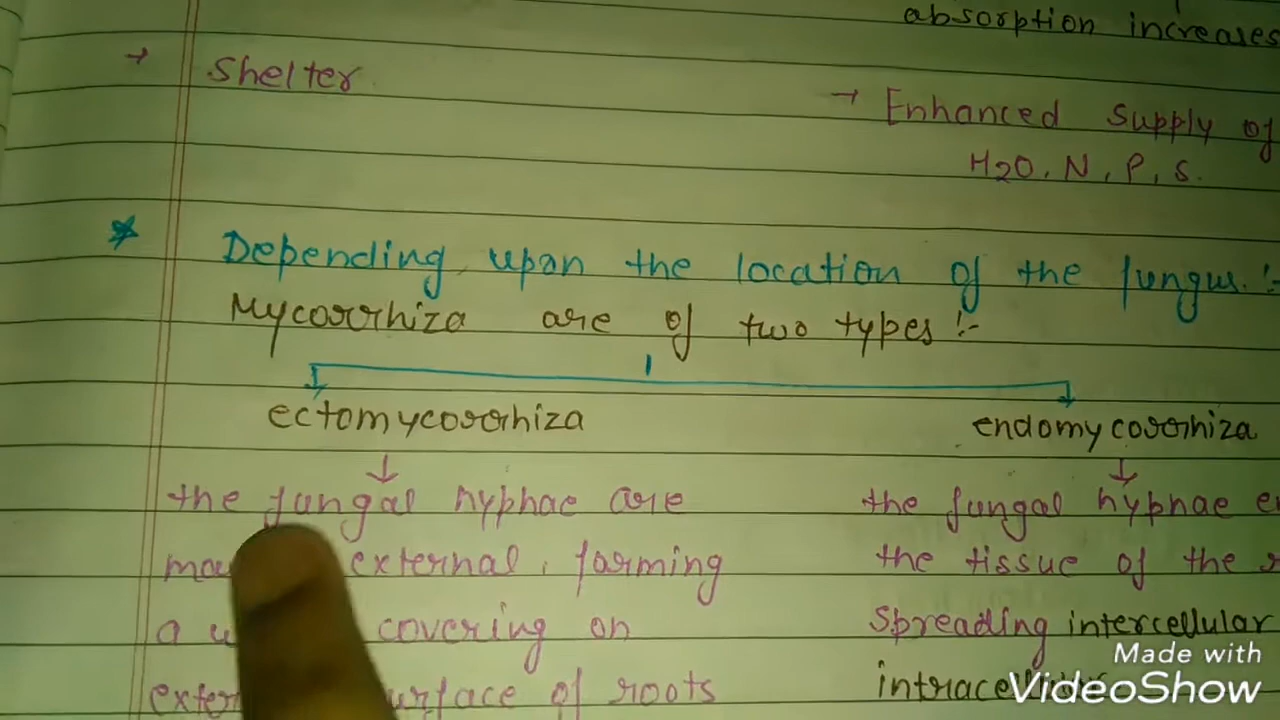 absorption increases
→ Shelter
→ Enhanced supply of
H2O, N, P, S.
* Depending upon the location of the fungus :-
Mycorrhiza are of two types :-
ectomycorrhiza
endomycorrhiza
the fungal hyphae are
external, forming
a covering on
of roots
the fungal hyphae
the tissue of the
Spreading intercellular
Made with
VideoShow